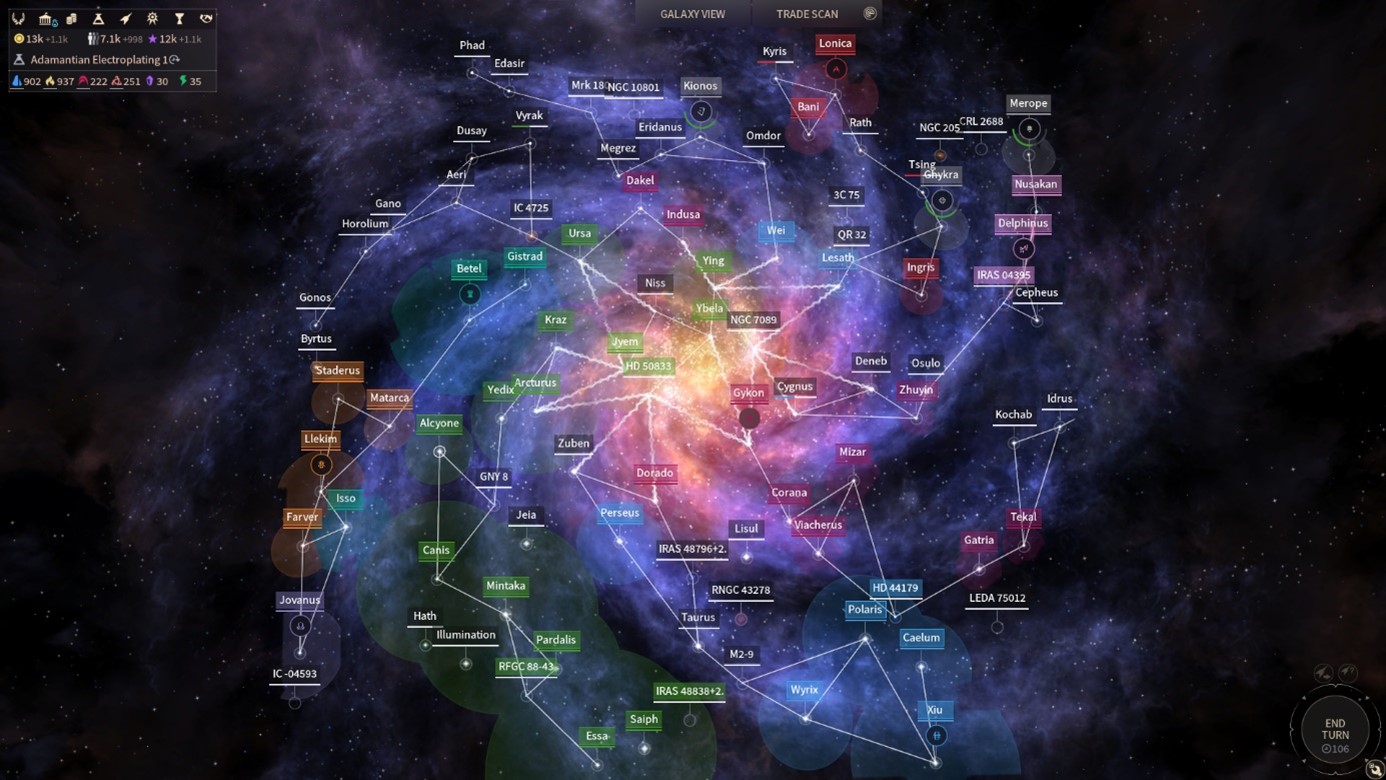 GALAXY VIEW
TRADE SCAN
13k +1.1k
7.1k +998
12k +1.1k
Adamantian Electroplating 1
902
937
222
251
30
35
Phad
Edasir
Kyris
Lonica
Kionos
NGC 10801
Bani
Merope
Vyrak
Dusay
Eridanus
Megrez
Omdor
Rath
NGC 205
CRL 2688
Tsing
Ghykra
Aeri
Dakel
Nusakan
Gano
Horolium
IC 4725
Indusa
3C 75
Delphinus
Ursa
Wei
QR 32
Betel
Gistrad
Ying
Lesath
Ingris
IRAS 04395
Cepheus
Niss
Gonos
Kraz
Ybela
NGC 7089
Byrtus
Jyem
HD 50833
Deneb
Osulo
Staderus
Matarca
Yedix
Arcturus
Gykon
Cygnus
Zhuyin
Alcyone
Kochab
Idrus
Llekim
Zuben
Mizar
GNY 8
Dorado
Isso
Farver
Jeia
Perseus
Corana
Viacherus
Lisul
Tekal
Gatria
Canis
IRAS 48796+2.
Mintaka
RNGC 43278
HD 44179
LEDA 75012
Jovanus
Hath
Illumination
Pardalis
Taurus
Polaris
Caelum
IC -04593
RFGC 88-43
M2-9
IRAS 48838+2.
Wyrix
Xiu
Saiph
Essa
END
TURN
106